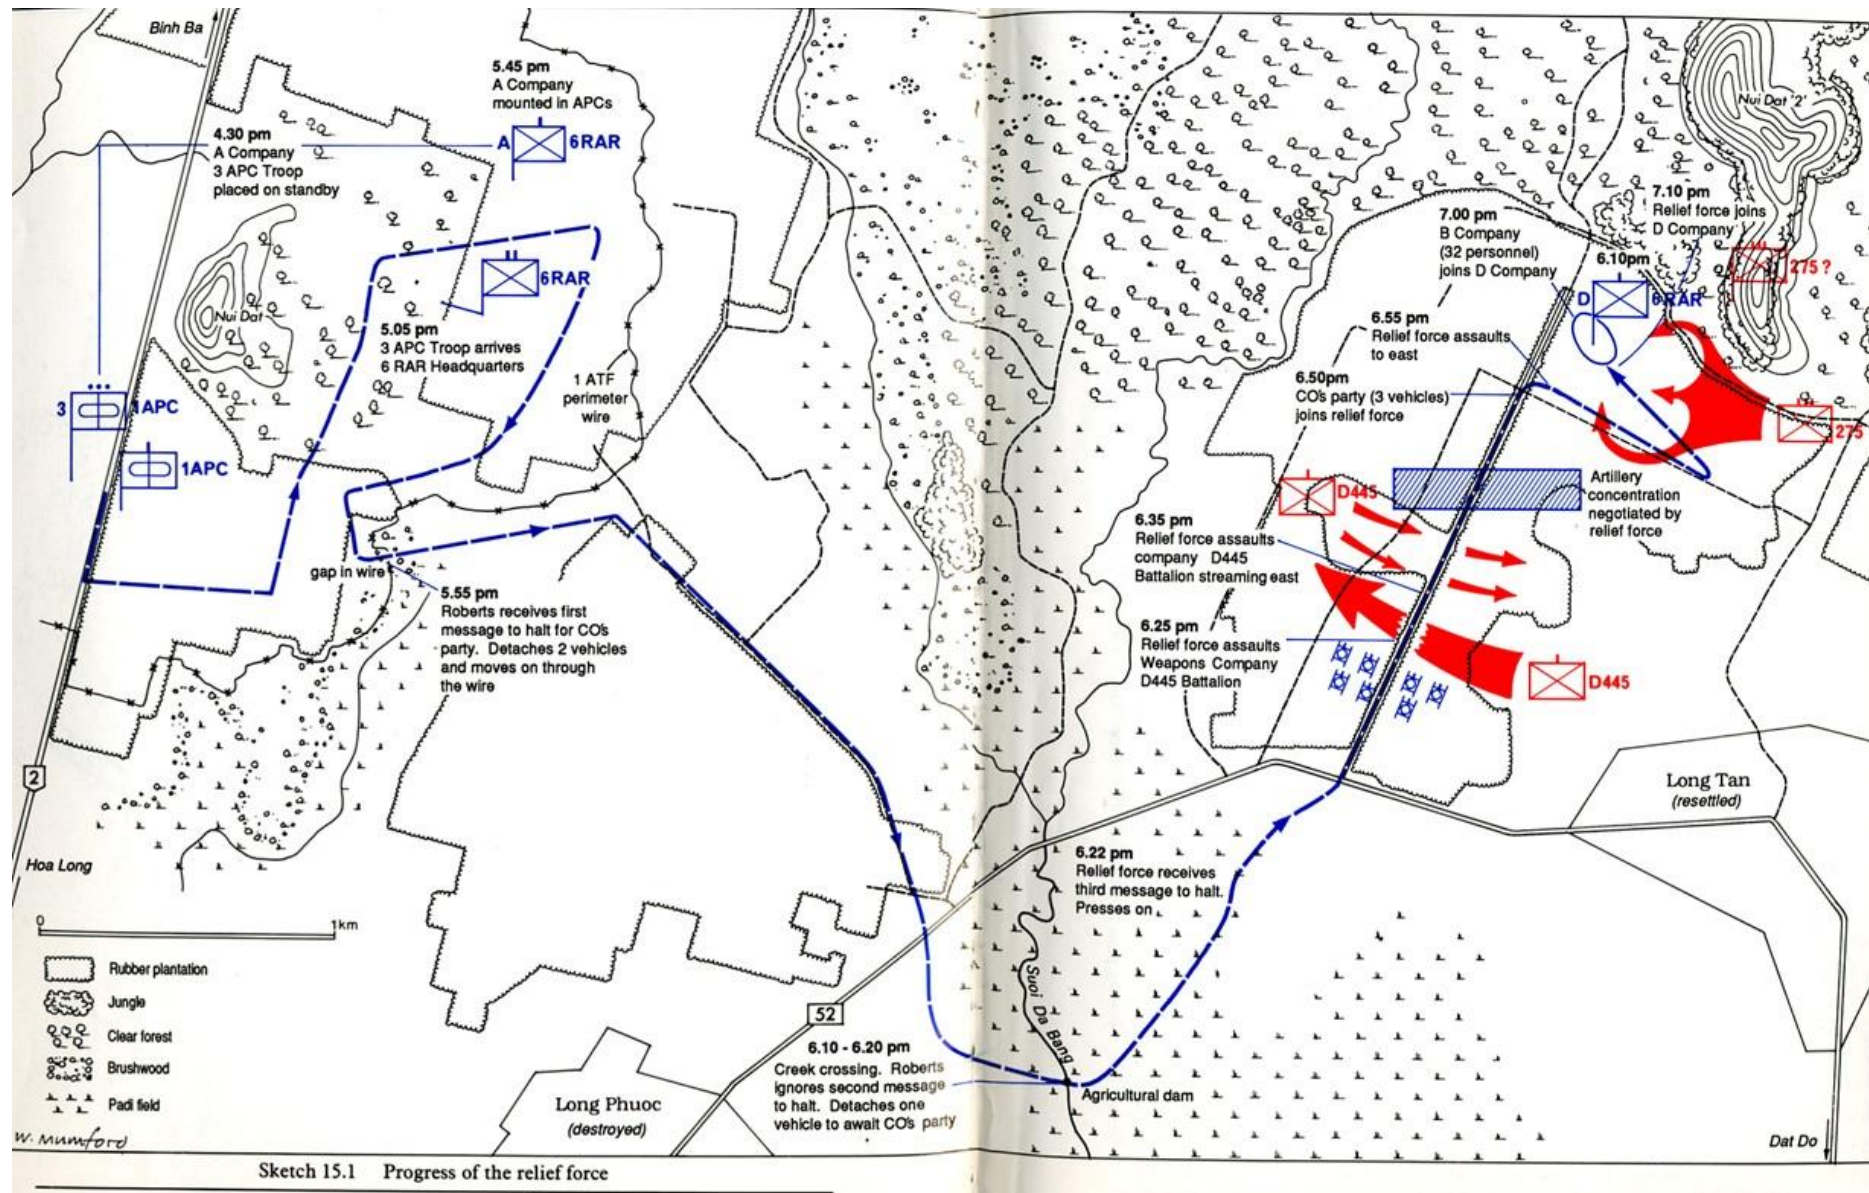 Binh Ba
4.30 pm
A Company
3 APC Troop
placed on standby
5.45 pm
A Company
mounted in APCs
A
6RAR
6RAR
Nui Dat
5.05 pm
3 APC Troop arrives
6 RAR Headquarters
1 ATF
perimeter
wire
3
1APC
1APC
gap in wire
5.55 pm
Roberts receives first
message to halt for CO's
party. Detaches 2 vehicles
and moves on through
the wire
2
Hoa Long
0
1km
Rubber plantation
Jungle
Clear forest
Brushwood
Padi field
W. Mumford
Long Phuoc
(destroyed)
52
6.10 - 6.20 pm
Creek crossing. Roberts
ignores second message
to halt. Detaches one
vehicle to await CO's party
Suoi Da Bang
Agricultural dam
6.22 pm
Relief force receives
third message to halt.
Presses on
6.25 pm
Relief force assaults
Weapons Company
D445 Battalion
6.35 pm
Relief force assaults
company D445
Battalion streaming east
D445
D445
6.50pm
CO's party (3 vehicles)
joins relief force
6.55 pm
Relief force assaults
to east
7.00 pm
B Company
(32 personnel)
joins D Company
7.10 pm
Relief force joins
D Company
6.10pm
D
6RAR
Nui Dat '2'
275 ?
275
Artillery
concentration
negotiated by
relief force
Long Tan
(resettled)
Dat Do
Sketch 15.1 Progress of the relief force